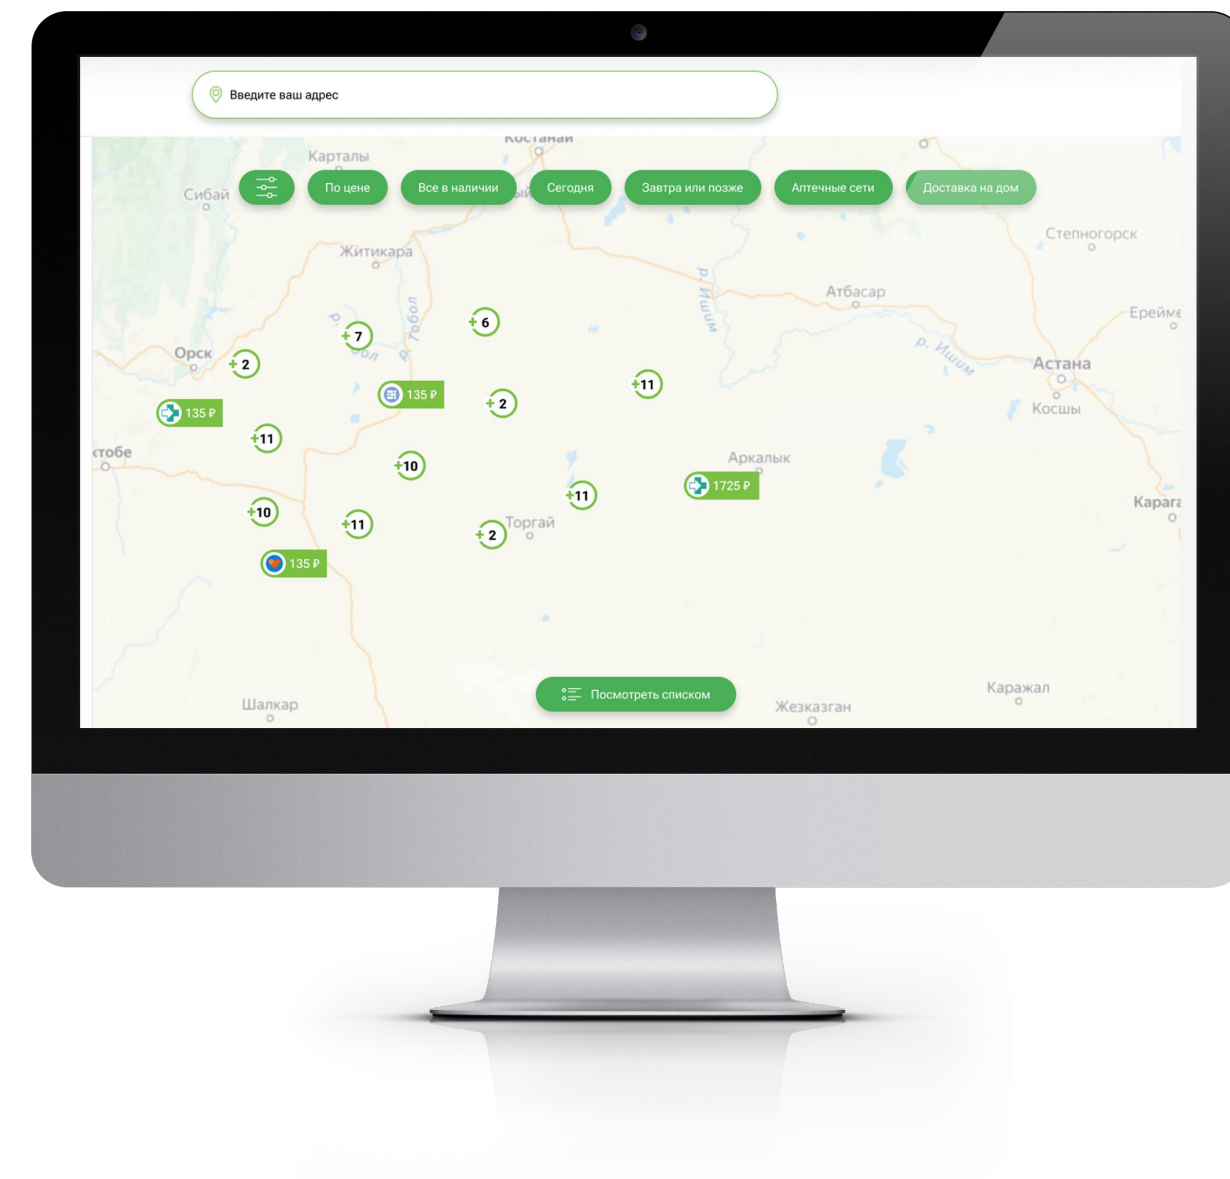 Введите ваш адрес
Костанай
Карталы
Сибай
По цене
Все в наличии
Сегодня
Завтра или позже
Аптечные сети
Доставка на дом
Степногорск
Житикара
р. Ишим
Атбасар
р. Тобол
Ереймe
+6
+7
р. Ишим
Орск
+2
Астана
+11
135 ₽
+2
Косшы
135 ₽
+11
ктобе
Аркалык
+10
1725 ₽
+11
Карага
+10
+11
Торгай
+2
135 ₽
Каражал
Посмотреть списком
Шалкар
Жезказган